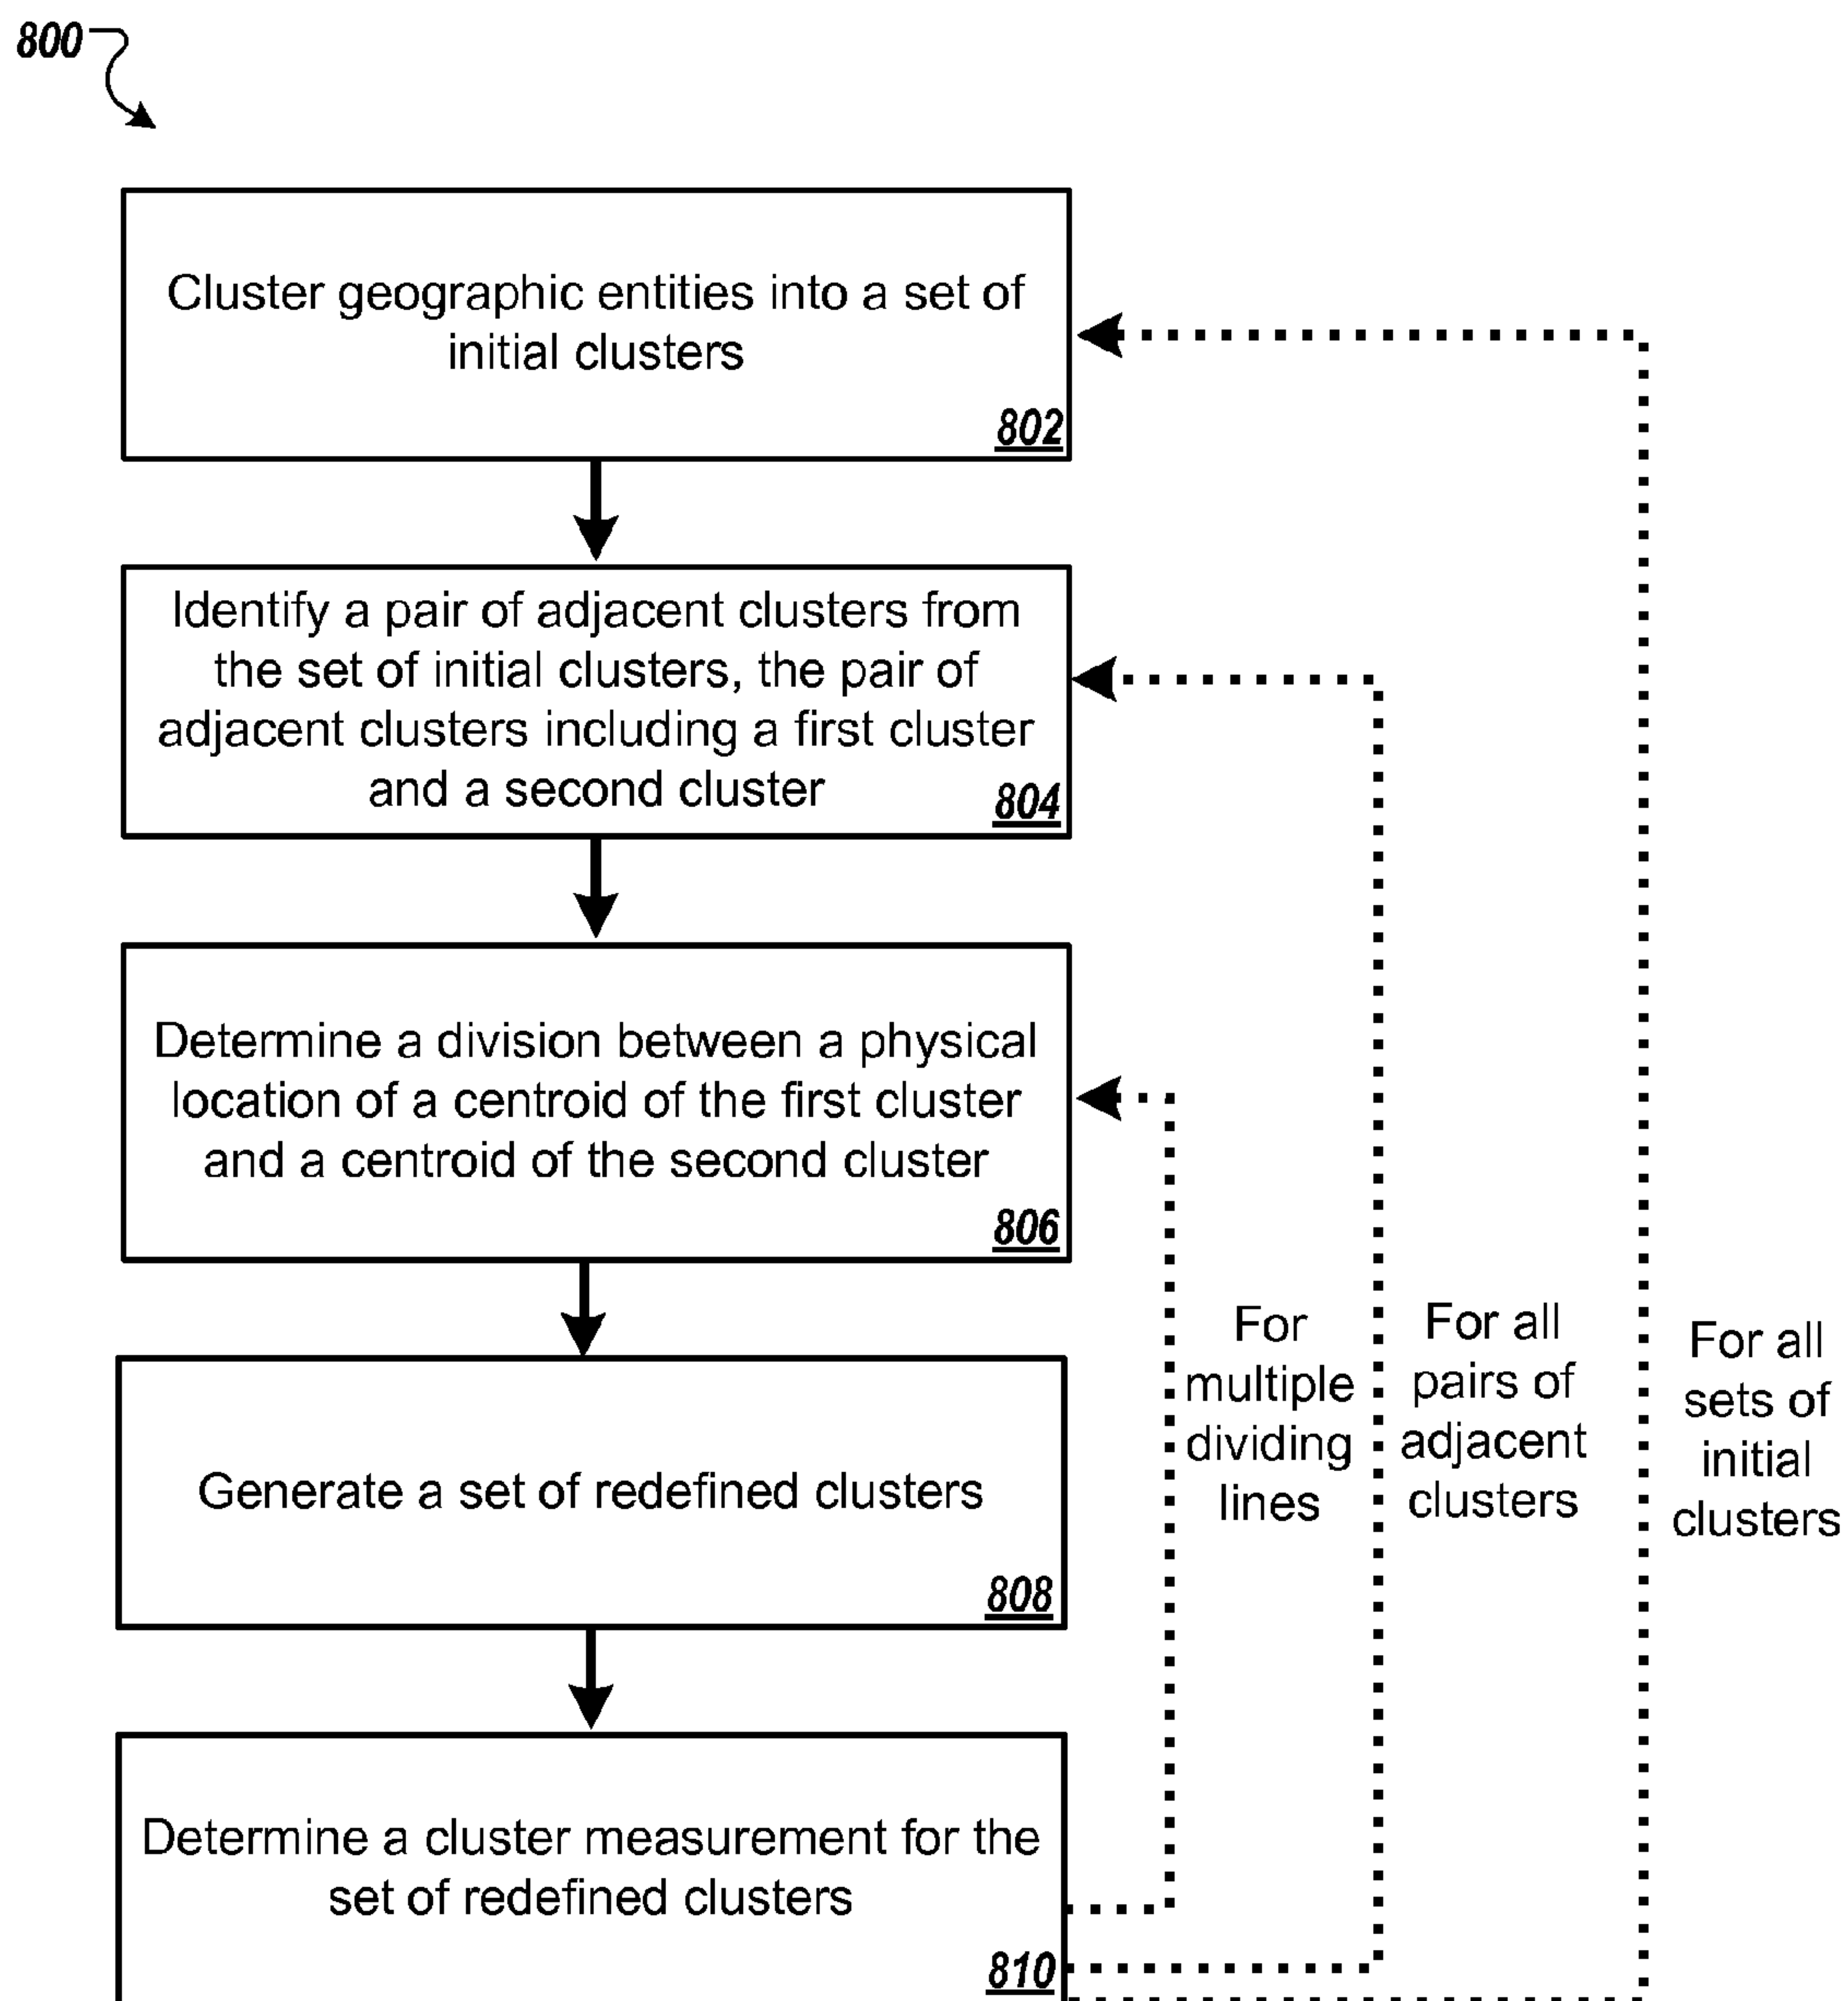 800
Cluster geographic entities into a set of
initial clusters
802
Identify a pair of adjacent clusters from
the set of initial clusters, the pair of
adjacent clusters including a first cluster
and a second cluster
804
Determine a division between a physical
location of a centroid of the first cluster
and a centroid of the second cluster
806
Generate a set of redefined clusters
808
Determine a cluster measurement for the
set of redefined clusters
810
For
multiple
dividing
lines
For all
pairs of
adjacent
clusters
For all
sets of
initial
clusters